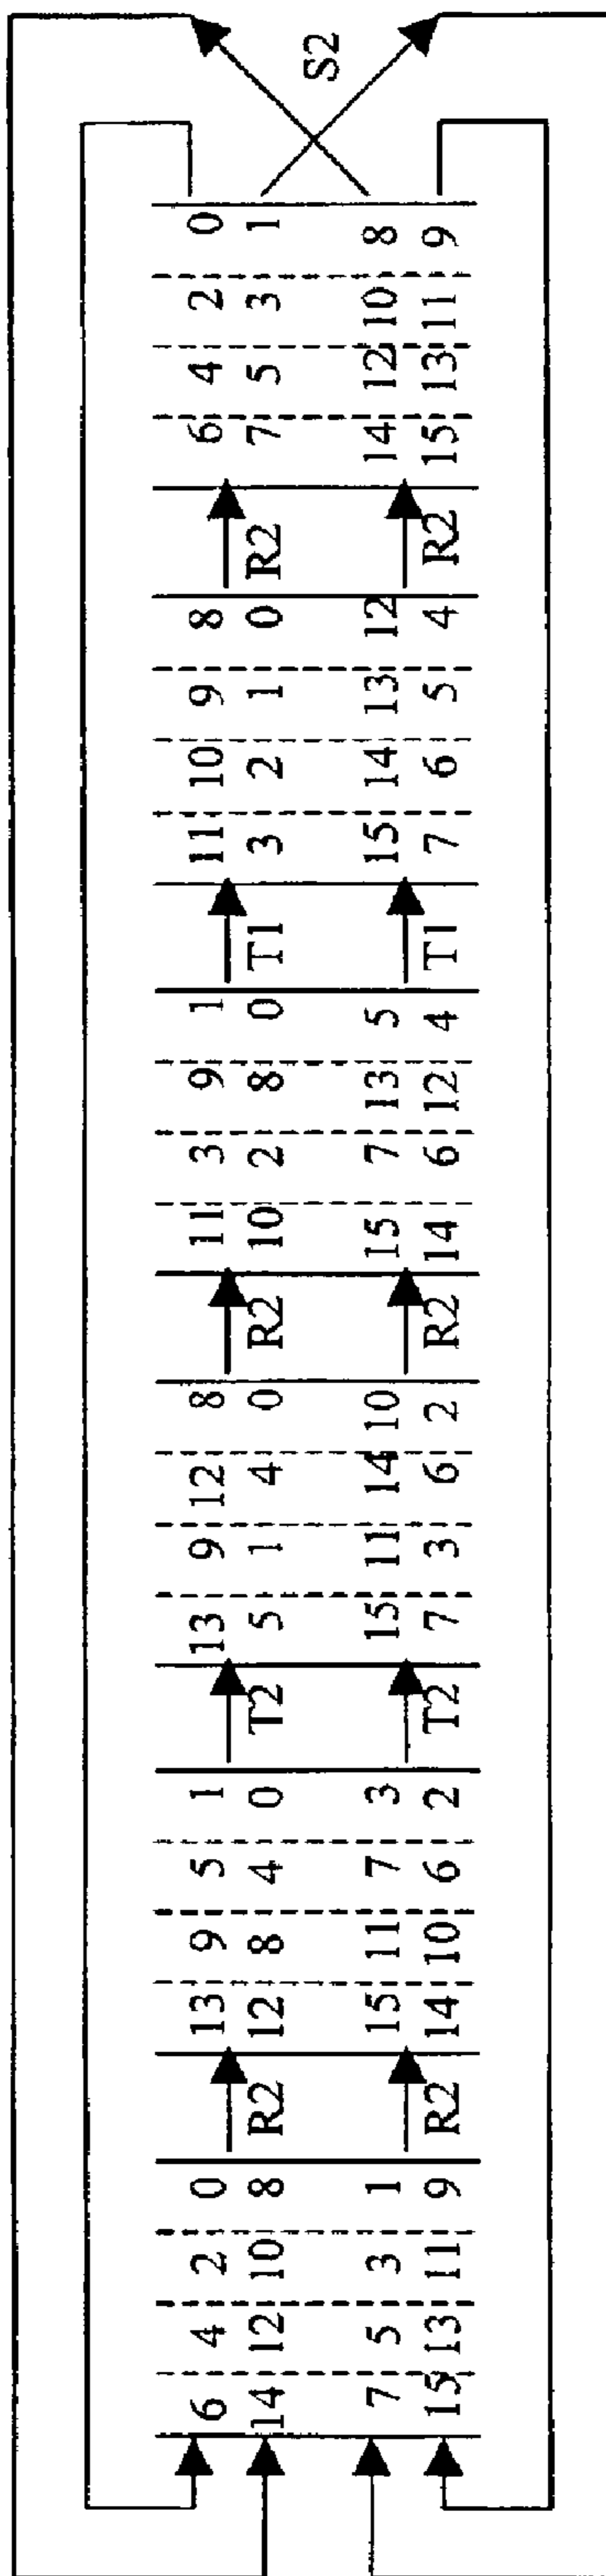 6 4 2 0 13 9 5 1 13 9 12 8 11 3 9 1 11 10 9 8 6 4 2 0
14 12 10 8 R2 12 8 4 0 T2 5 1 4 0 R2 10 2 8 0 T1 3 2 1 0 R2 7 5 3 1
S2
7 5 3 1 15 11 7 3 15 11 14 10 15 7 13 5 15 14 13 12 14 12 10 8
15 13 11 9 R2 14 10 6 2 T2 7 3 6 2 R2 14 6 12 4 T1 7 6 5 4 R2 15 13 11 9